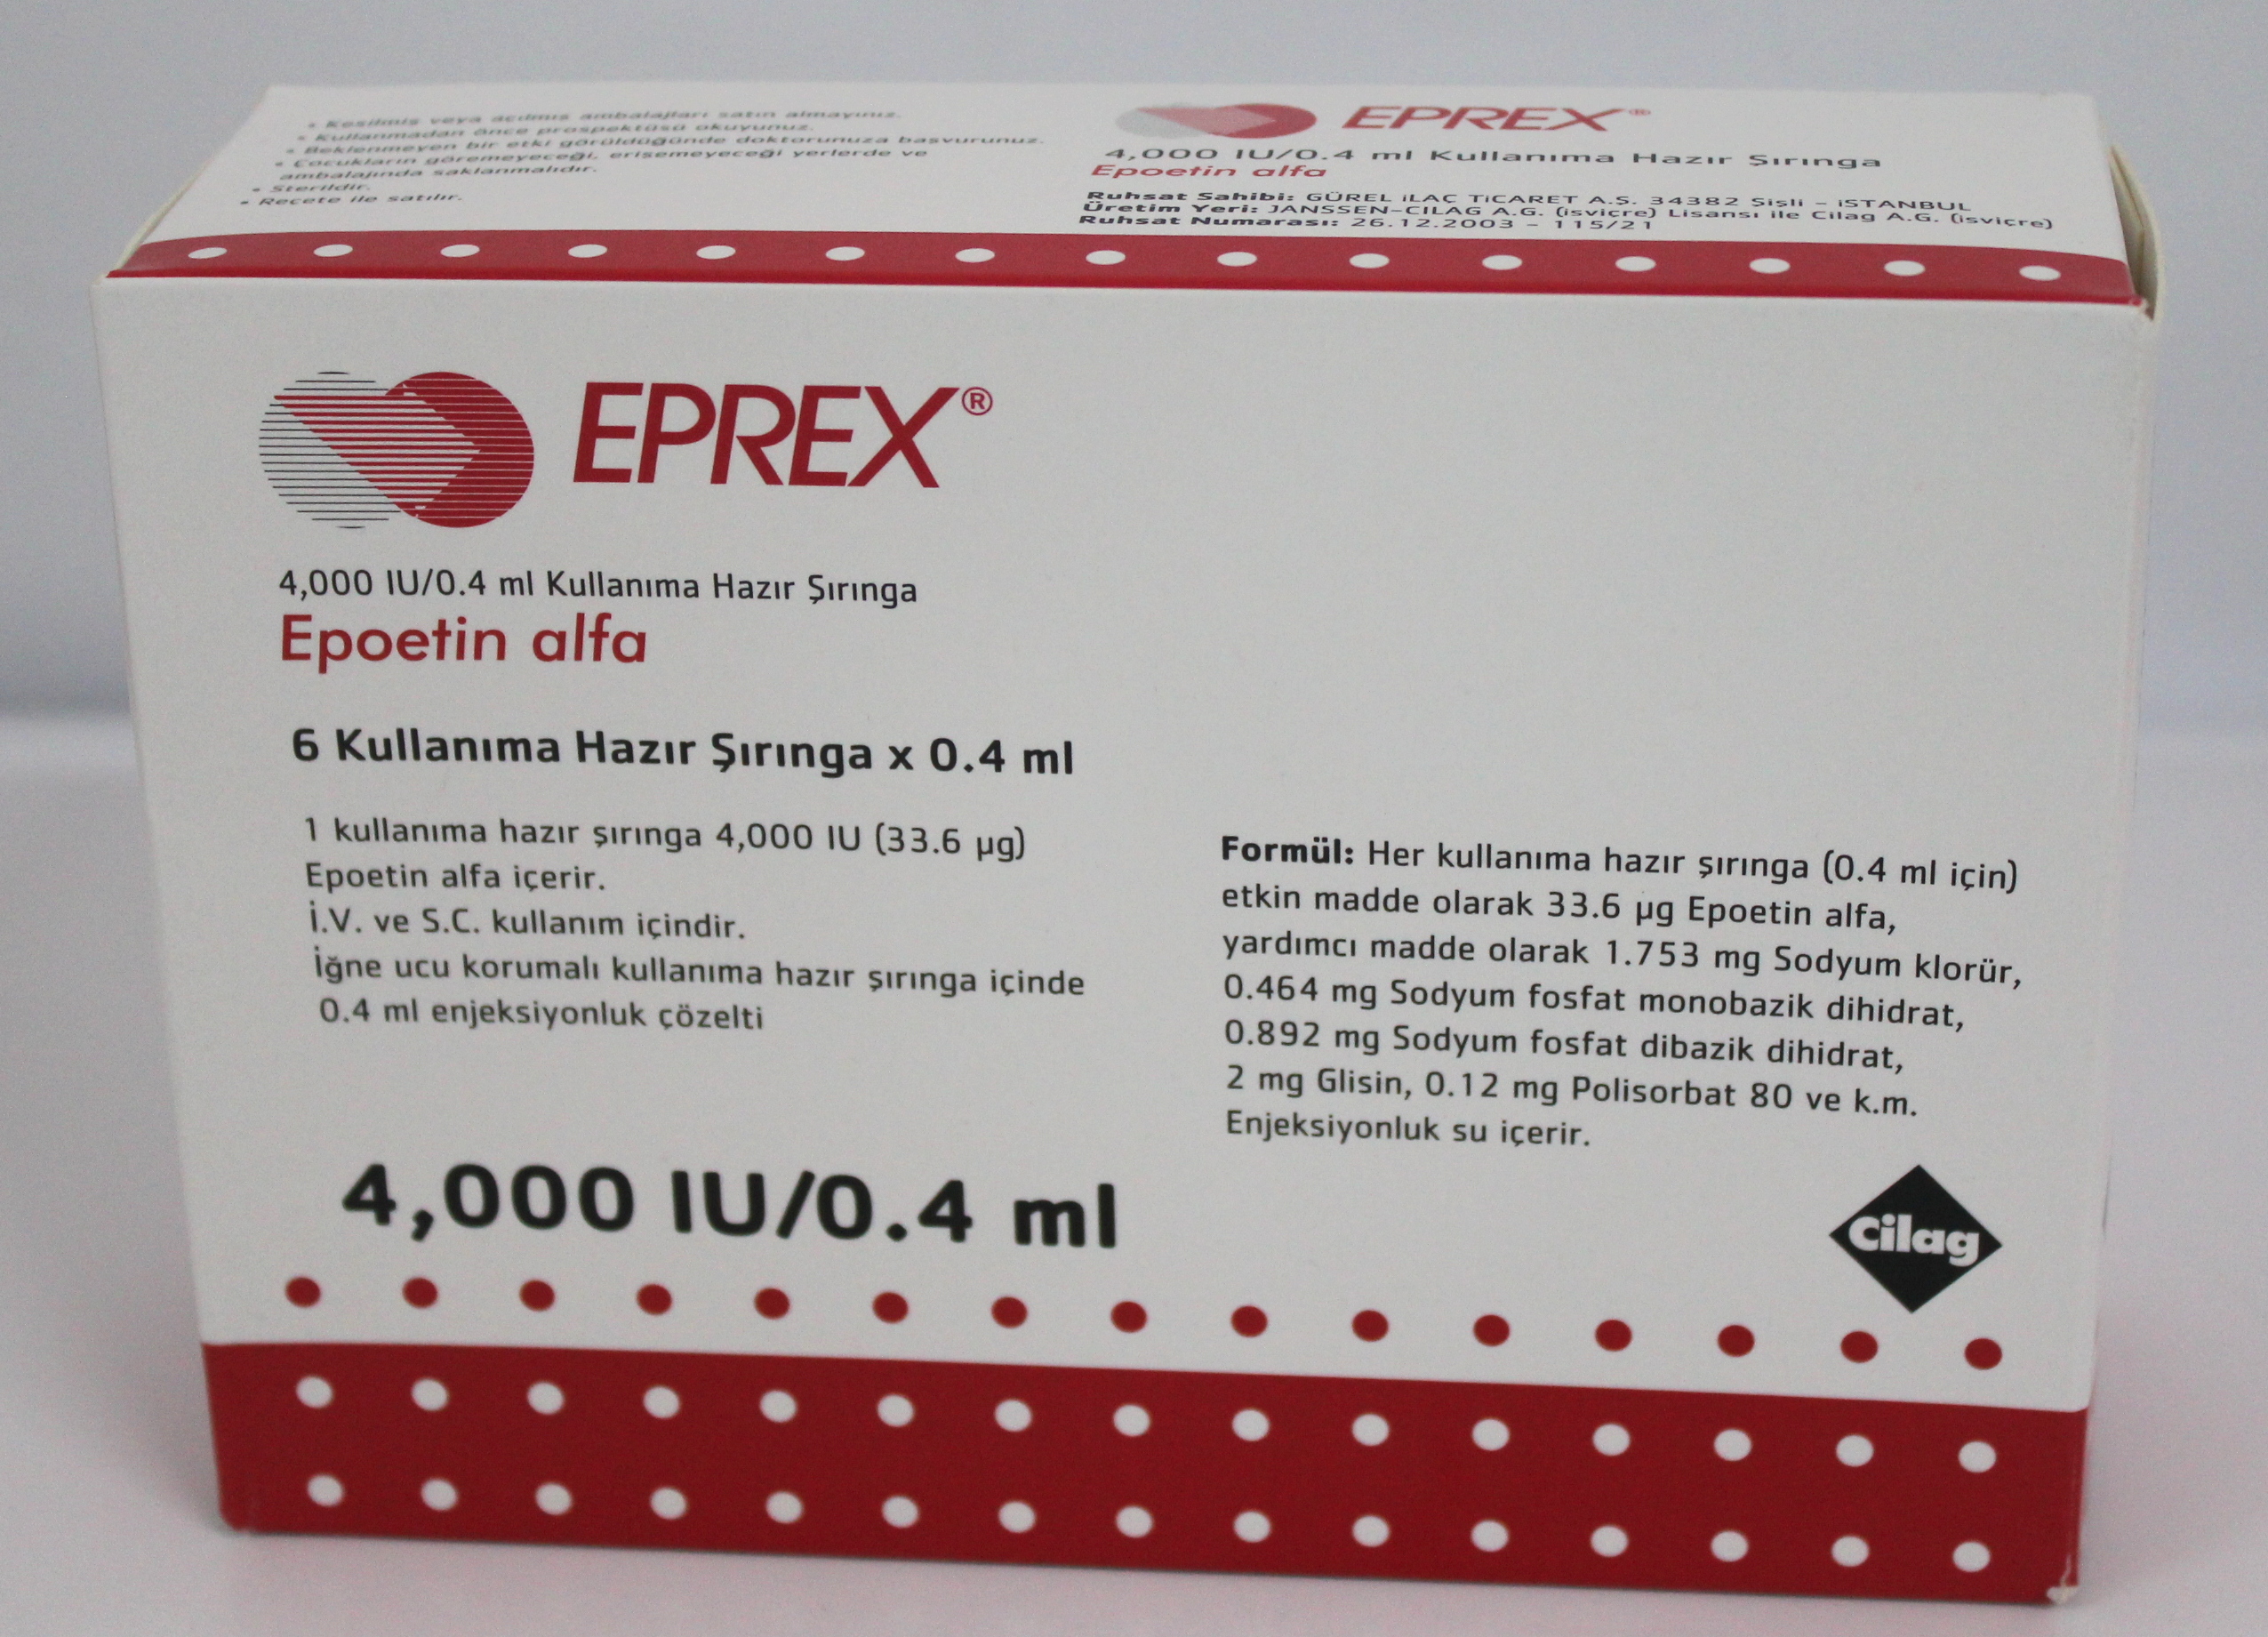 • Kesilmiş veya açılmış ambalajları satın almayınız.
• Kullanmadan önce prospektüsü okuyunuz.
• Beklenmeyen bir etki görüldüğünde doktorunuza başvurunuz.
• Çocukların göremeyeceği, erişemeyeceği yerlerde ve
ambalajında saklanmalıdır.
• Sterildir.
• Reçete ile satılır.
EPREX®
4,000 IU/0.4 ml Kullanıma Hazır Şırınga
Epoetin alfa
Ruhsat Sahibi: GÜREL İLAÇ TİCARET A.Ş. 34382 Şişli - İSTANBUL
Üretim Yeri: JANSSEN-CILAG A.G. (İsviçre) Lisansı ile Cilag A.G. (İsviçre)
Ruhsat Numarası: 26.12.2003 - 115/21
EPREX®
4,000 IU/0.4 ml Kullanıma Hazır Şırınga
Epoetin alfa
6 Kullanıma Hazır Şırınga x 0.4 ml
1 kullanıma hazır şırınga 4,000 IU (33.6 µg)
Epoetin alfa içerir.
İ.V. ve S.C. kullanım içindir.
İğne ucu korumalı kullanıma hazır şırınga içinde
0.4 ml enjeksiyonluk çözelti
4,000 IU/0.4 ml
Formül: Her kullanıma hazır şırınga (0.4 ml için)
etkin madde olarak 33.6 µg Epoetin alfa,
yardımcı madde olarak 1.753 mg Sodyum klorür,
0.464 mg Sodyum fosfat monobazik dihidrat,
0.892 mg Sodyum fosfat dibazik dihidrat,
2 mg Glisin, 0.12 mg Polisorbat 80 ve k.m.
Enjeksiyonluk su içerir.
Cilag